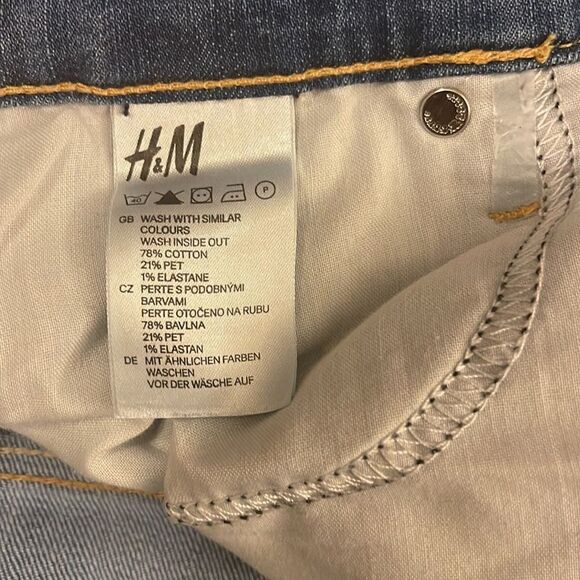 H&M
40 P
GB WASH WITH SIMILAR
COLOURS
WASH INSIDE OUT
78% COTTON
21% PET
1% ELASTANE
CZ PERTE S PODOBNÝMI
BARVAMI
PERTE OTOČENO NA RUBU
78% BAVLNA
21% PET
1% ELASTAN
DE MIT ÄHNLICHEN FARBEN
WASCHEN
VOR DER WÄSCHE AUF